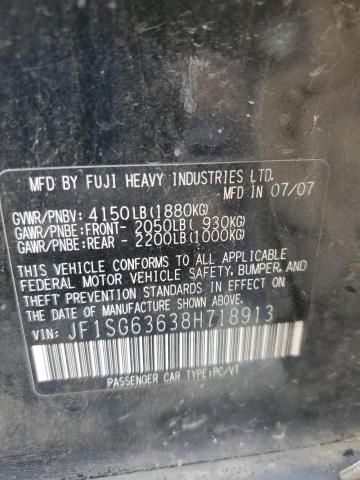 MFD BY FUJI HEAVY INDUSTRIES LTD.
MFD IN 07/07
GVWR/PNBV: 4150LB(1880KG)
GAWR/PNBE:FRONT- 2050LB( 930KG)
GAWR/PNBE:REAR - 2200LB(1000KG)
THIS VEHICLE CONFORMS TO ALL APPLICABLE
FEDERAL MOTOR VEHICLE SAFETY, BUMPER, AND
THEFT PREVENTION STANDARDS IN EFFECT ON
THE DATE OF MANUFACTURE SHOWN ABOVE.
VIN: JF1SG63638H718913
PASSENGER CAR TYPE:PC/VT